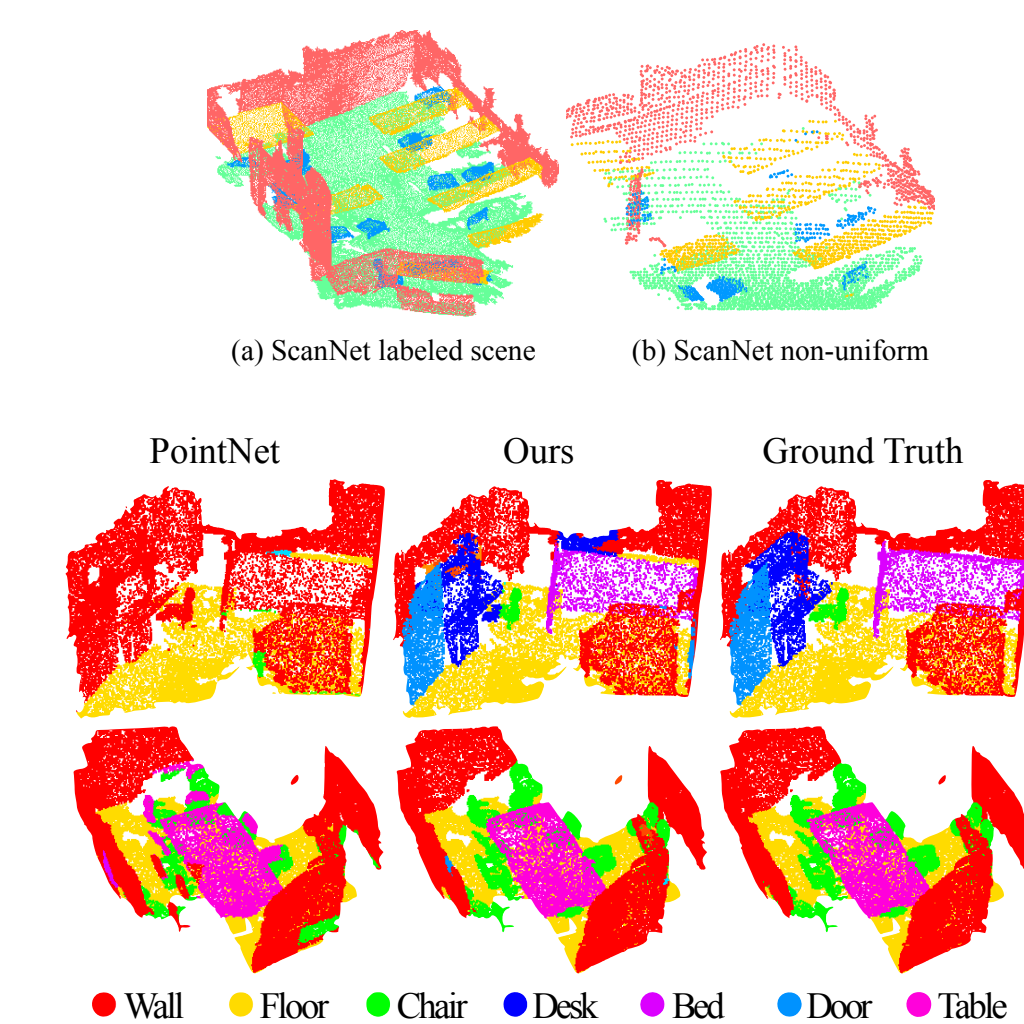 (a) ScanNet labeled scene
(b) ScanNet non-uniform
PointNet
Ours
Ground Truth
Wall
Floor
Chair
Desk
Bed
Door
Table